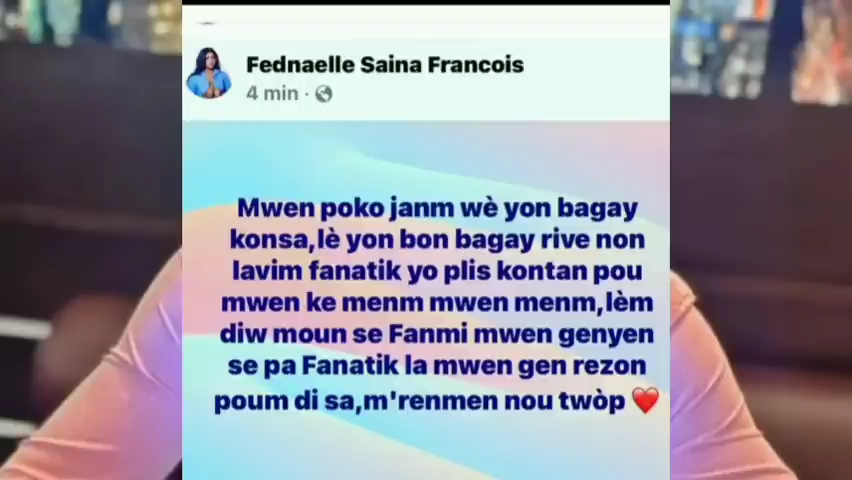 Fednaelle Saina Francois
4 min ·
Mwen poko janm wè yon bagay
konsa,lè yon bon bagay rive non
lavim fanatik yo plis kontan pou
mwen ke menm mwen menm,lèm
diw moun se Fanmi mwen genyen
se pa Fanatik la mwen gen rezon
poum di sa,m'renmen nou twòp ❤️